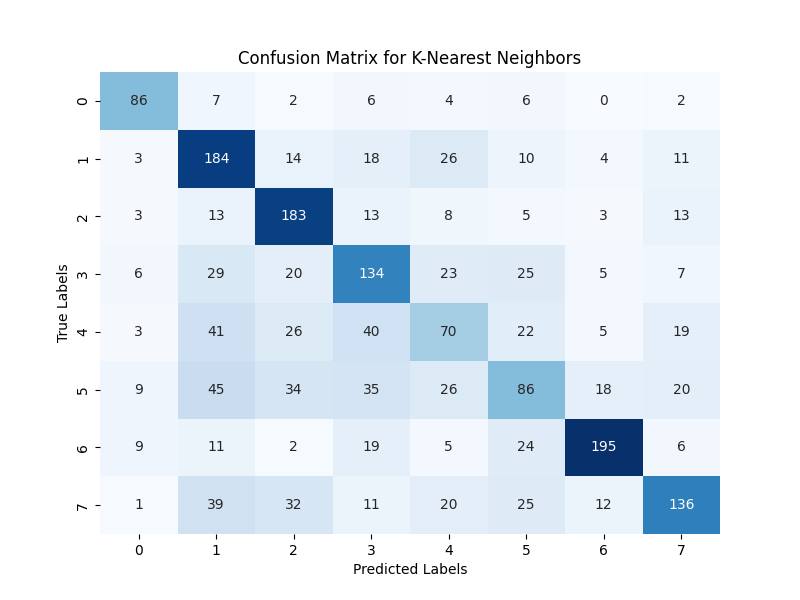 Confusion Matrix for K-Nearest Neighbors
0 86 7 2 6 4 6 0 2
1 3 184 14 18 26 10 4 11
2 3 13 183 13 8 5 3 13
3 6 29 20 134 23 25 5 7
4 3 41 26 40 70 22 5 19
5 9 45 34 35 26 86 18 20
6 9 11 2 19 5 24 195 6
7 1 39 32 11 20 25 12 136
True Labels
0 1 2 3 4 5 6 7
Predicted Labels